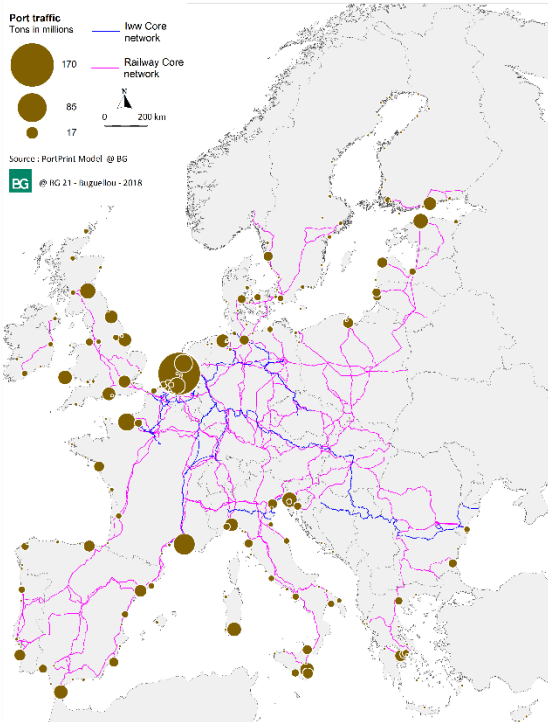 Port traffic
Tons in millions
170
85
17
Iww Core
network
Railway Core
network
0 200 km
Source : PortPrint Model @ BG
BG @ BG 21 - Buguellou - 2018